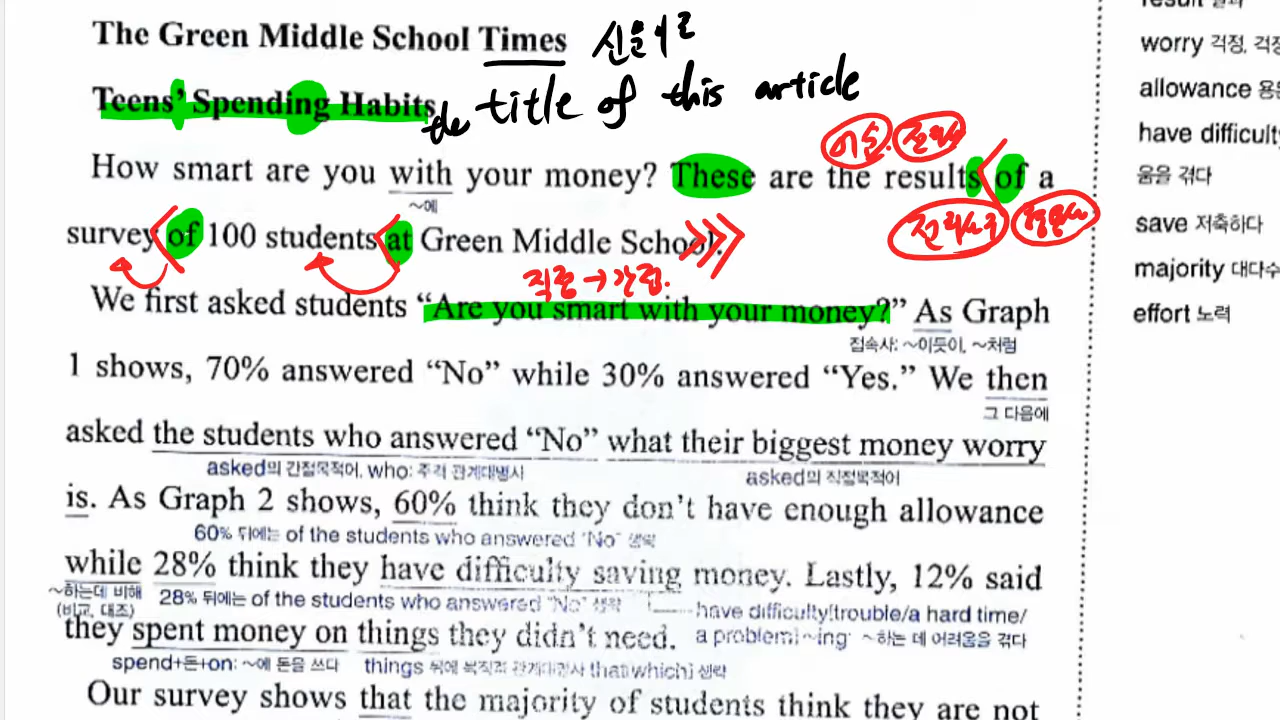 The Green Middle School Times 신문사로
Teens' Spending Habits the title of this article
이순. 전의사
How smart are you with your money? These are the results of a
~에
전치사구
survey of 100 students at Green Middle School.
직접→간접.
We first asked students “Are you smart with your money?” As Graph
접속사: ~이듯이, ~처럼
1 shows, 70% answered “No” while 30% answered “Yes.” We then
그 다음에
asked the students who answered “No” what their biggest money worry
asked의 간접목적어, who: 주격 관계대명사
asked의 직접목적어
is. As Graph 2 shows, 60% think they don't have enough allowance
60% 뒤에는 of the students who answered “No” 생략
while 28% think they have difficulty saving money. Lastly, 12% said
~하는데 비해
(비교, 대조)
28% 뒤에는 of the students who answered “No” 생략
have difficulty[trouble/a hard time/
they spent money on things they didn't need.
a problem] ~ing: ~하는 데 어려움을 겪다
spend+돈+on: ~에 돈을 쓰다
things 뒤에 목적격 관계대명사 that[which] 생략
Our survey shows that the majority of students think they are not
result 결과
worry 걱정, 걱정
allowance 용돈
have difficulty
움을 겪다
save 저축하다
majority 대다수
effort 노력